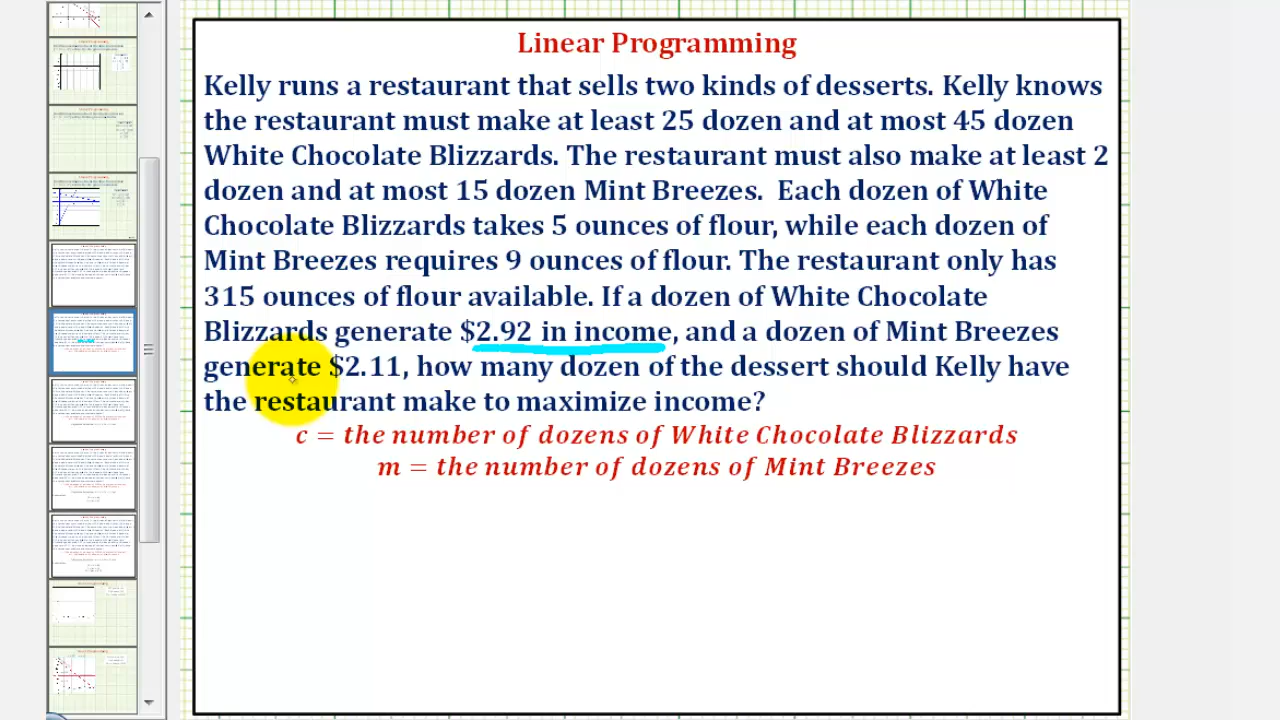 Linear Programming
Kelly runs a restaurant that sells two kinds of desserts. Kelly knows
the restaurant must make at least 25 dozen and at most 45 dozen
White Chocolate Blizzards. The restaurant must also make at least 2
dozen and at most 15 dozen Mint Breezes. Each dozen of White
Chocolate Blizzards takes 5 ounces of flour, while each dozen of
Mint Breezes requires 9 ounces of flour. The restaurant only has
315 ounces of flour available. If a dozen of White Chocolate
Blizzards generate $2.92 in income, and a dozen of Mint Breezes
generate $2.11, how many dozen of the dessert should Kelly have
the restaurant make to maximize income?
c = the number of dozens of White Chocolate Blizzards
m = the number of dozens of Mint Breezes